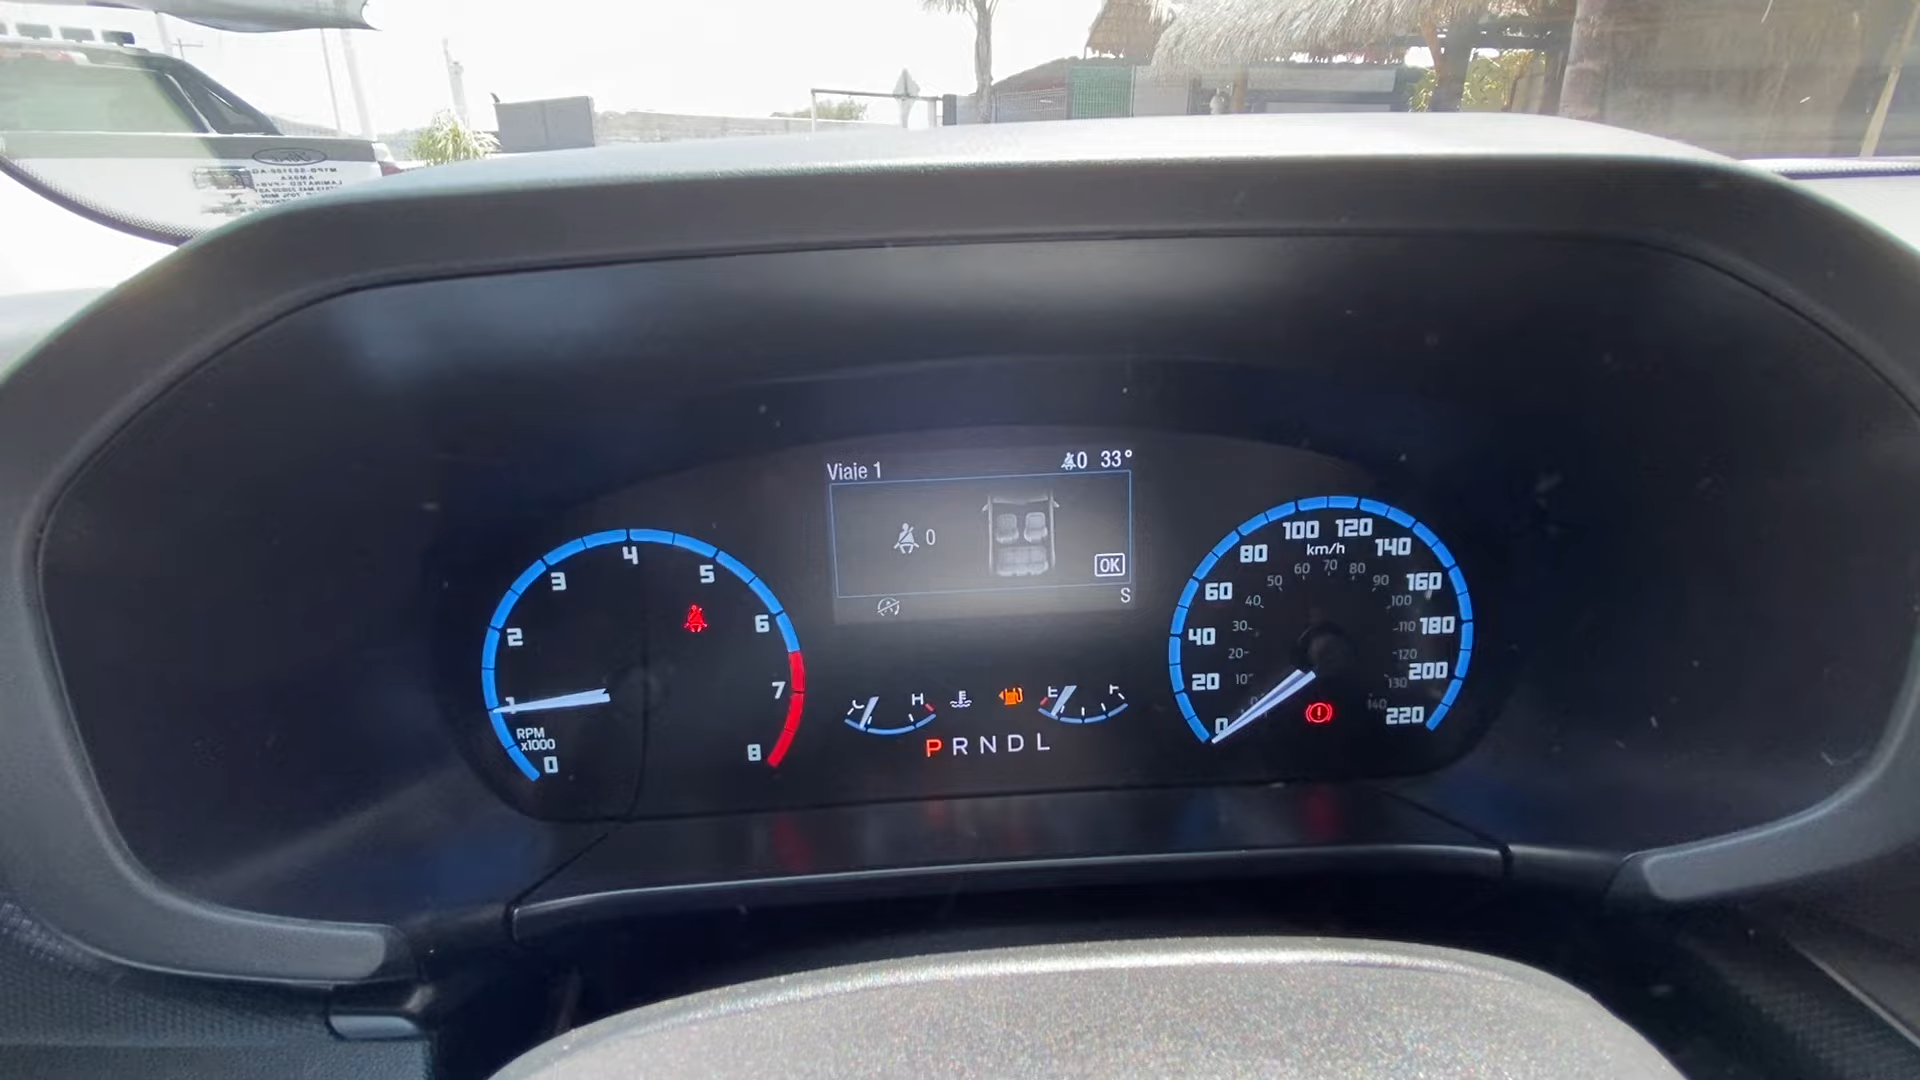 Viaje 1
0 33°
0
OK
S
0 1 2 3 4 5 6 7 8
RPM
x1000
C H
E F
P R N D L
0 20 40 60 80 100 120 140 160 180 200 220
km/h
10 20 30 40 50 60 70 80 90 100 110 120 130 140
LAMINATED